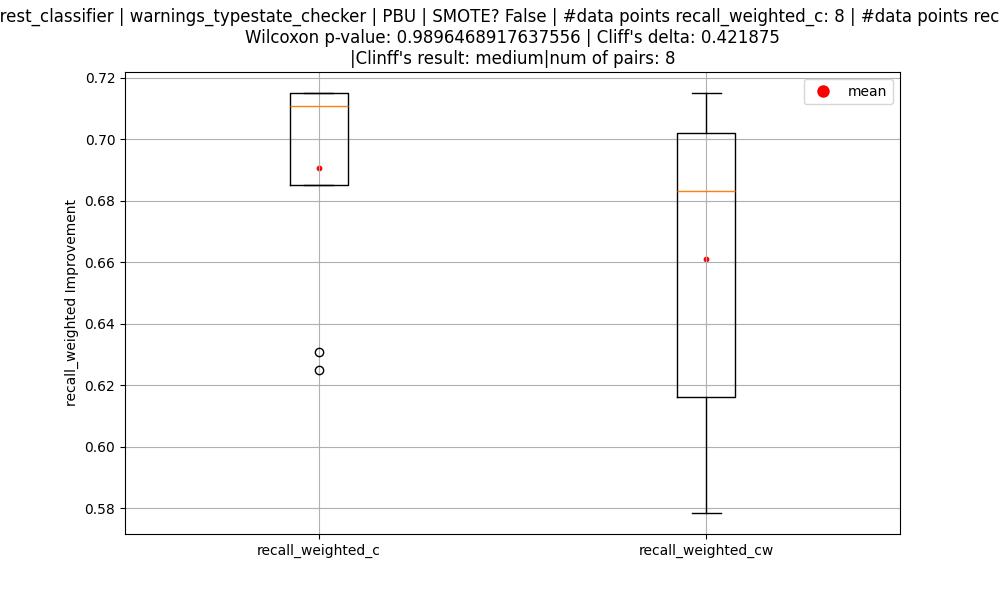 rest_classifier | warnings_typestate_checker | PBU | SMOTE? False | #data points recall_weighted_c: 8 | #data points rec
Wilcoxon p-value: 0.9896468917637556 | Cliff's delta: 0.421875
|Clinff's result: medium|num of pairs: 8
mean
0.72
0.70
0.68
0.66
0.64
0.62
0.60
0.58
recall_weighted Improvement
recall_weighted_c
recall_weighted_cw